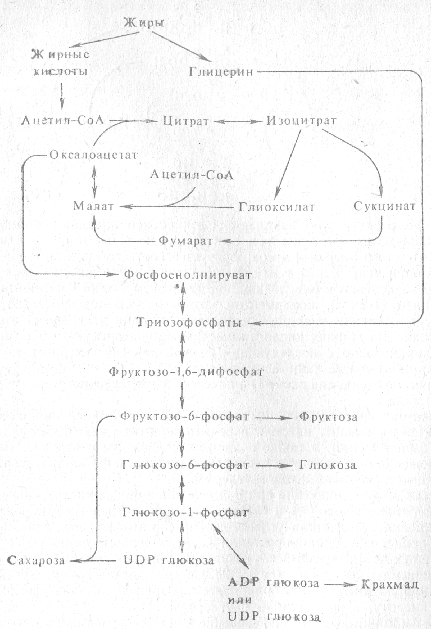 Жиры
Жирные
кислоты
Глицерин
Ацетил-СоА
Цитрат
Изоцитрат
Оксалоацетат
Ацетил-СоА
Малат
Глиоксилат
Сукцинат
Фумарат
Фосфоенолпируват
Триозофосфаты
Фруктозо-1,6-дифосфат
Фруктозо-6-фосфат
Фруктоза
Глюкозо-6-фосфат
Глюкоза
Глюкозо-1-фосфат
Сахароза
UDP глюкоза
ADP глюкоза
Крахмал
или
UDP глюкоза